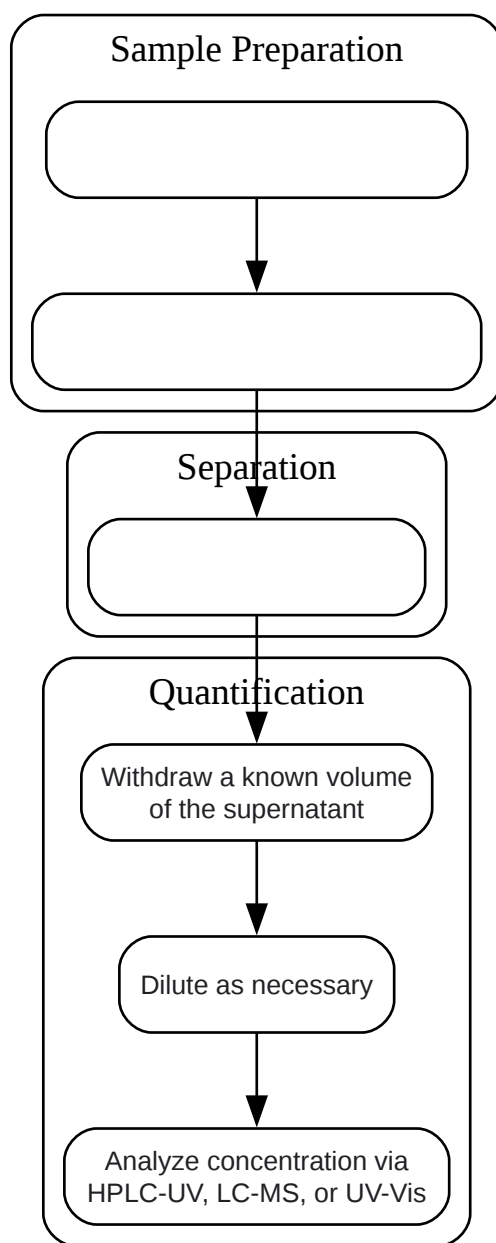 Sample Preparation
Separation
Quantification
Withdraw a known volume
of the supernatant
Dilute as necessary
Analyze concentration via
HPLC-UV, LC-MS, or UV-Vis